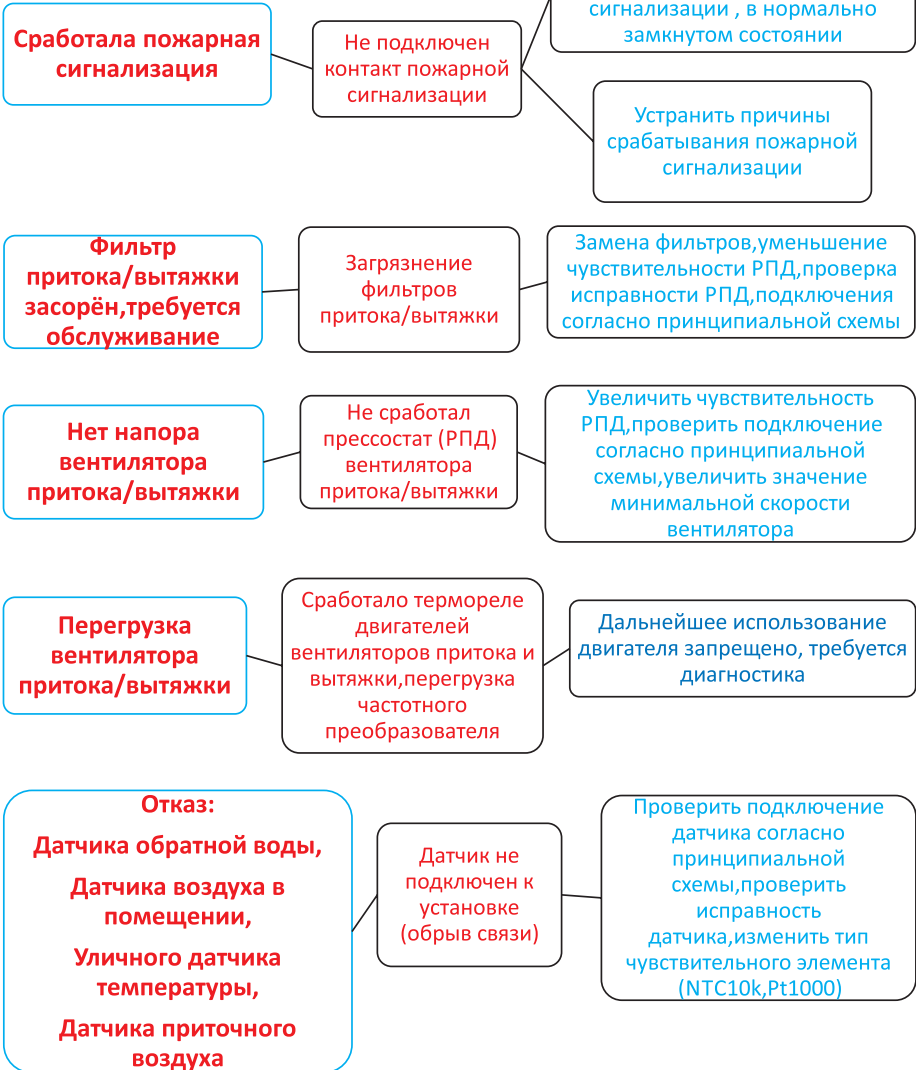 Сработала пожарная
сигнализация
Не подключен
контакт пожарной
сигнализации
сигнализации , в нормально
замкнутом состоянии
Устранить причины
срабатывания пожарной
сигнализации
Фильтр
притока/вытяжки
засорён,требуется
обслуживание
Загрязнение
фильтров
притока/вытяжки
Замена фильтров,уменьшение
чувствительности РПД,проверка
исправности РПД,подключения
согласно принципиальной схемы
Нет напора
вентилятора
притока/вытяжки
Не сработал
прессостат (РПД)
вентилятора
притока/вытяжки
Увеличить чувствительность
РПД,проверить подключение
согласно принципиальной
схемы,увеличить значение
минимальной скорости
вентилятора
Перегрузка
вентилятора
притока/вытяжки
Сработало термореле
двигателей
вентиляторов притока и
вытяжки,перегрузка
частотного
преобразователя
Дальнейшее использование
двигателя запрещено, требуется
диагностика
Отказ:
Датчика обратной воды,
Датчика воздуха в
помещении,
Уличного датчика
температуры,
Датчика приточного
воздуха
Датчик не
подключен к
установке
(обрыв связи)
Проверить подключение
датчика согласно
принципиальной
схемы,проверить
исправность
датчика,изменить тип
чувствительного элемента
(NTC10k,Pt1000)